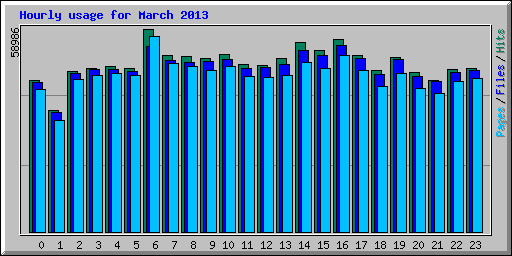 Hourly usage for March 2013
58986
Pages / Files / Hits
0 1 2 3 4 5 6 7 8 9 10 11 12 13 14 15 16 17 18 19 20 21 22 23